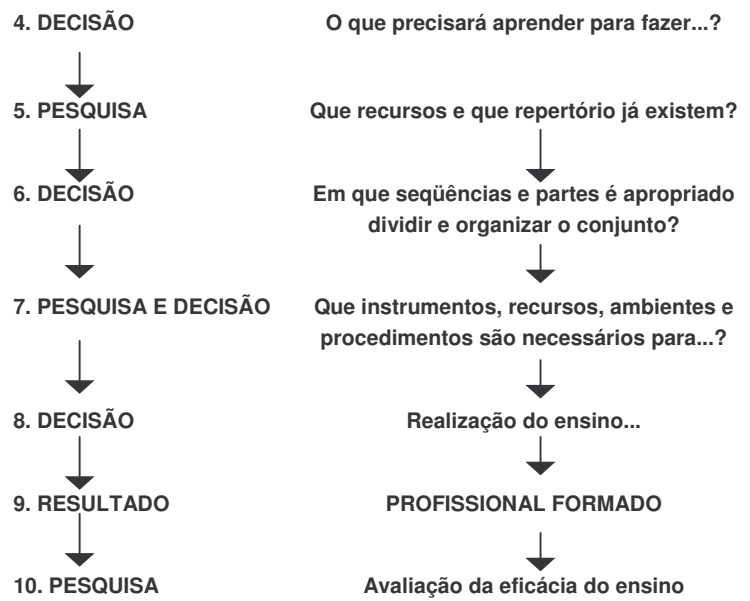 4. DECISÃO O que precisará aprender para fazer...?
5. PESQUISA Que recursos e que repertório já existem?
6. DECISÃO Em que seqüências e partes é apropriado
dividir e organizar o conjunto?
7. PESQUISA E DECISÃO Que instrumentos, recursos, ambientes e
procedimentos são necessários para...?
8. DECISÃO Realização do ensino...
9. RESULTADO PROFISSIONAL FORMADO
10. PESQUISA Avaliação da eficácia do ensino